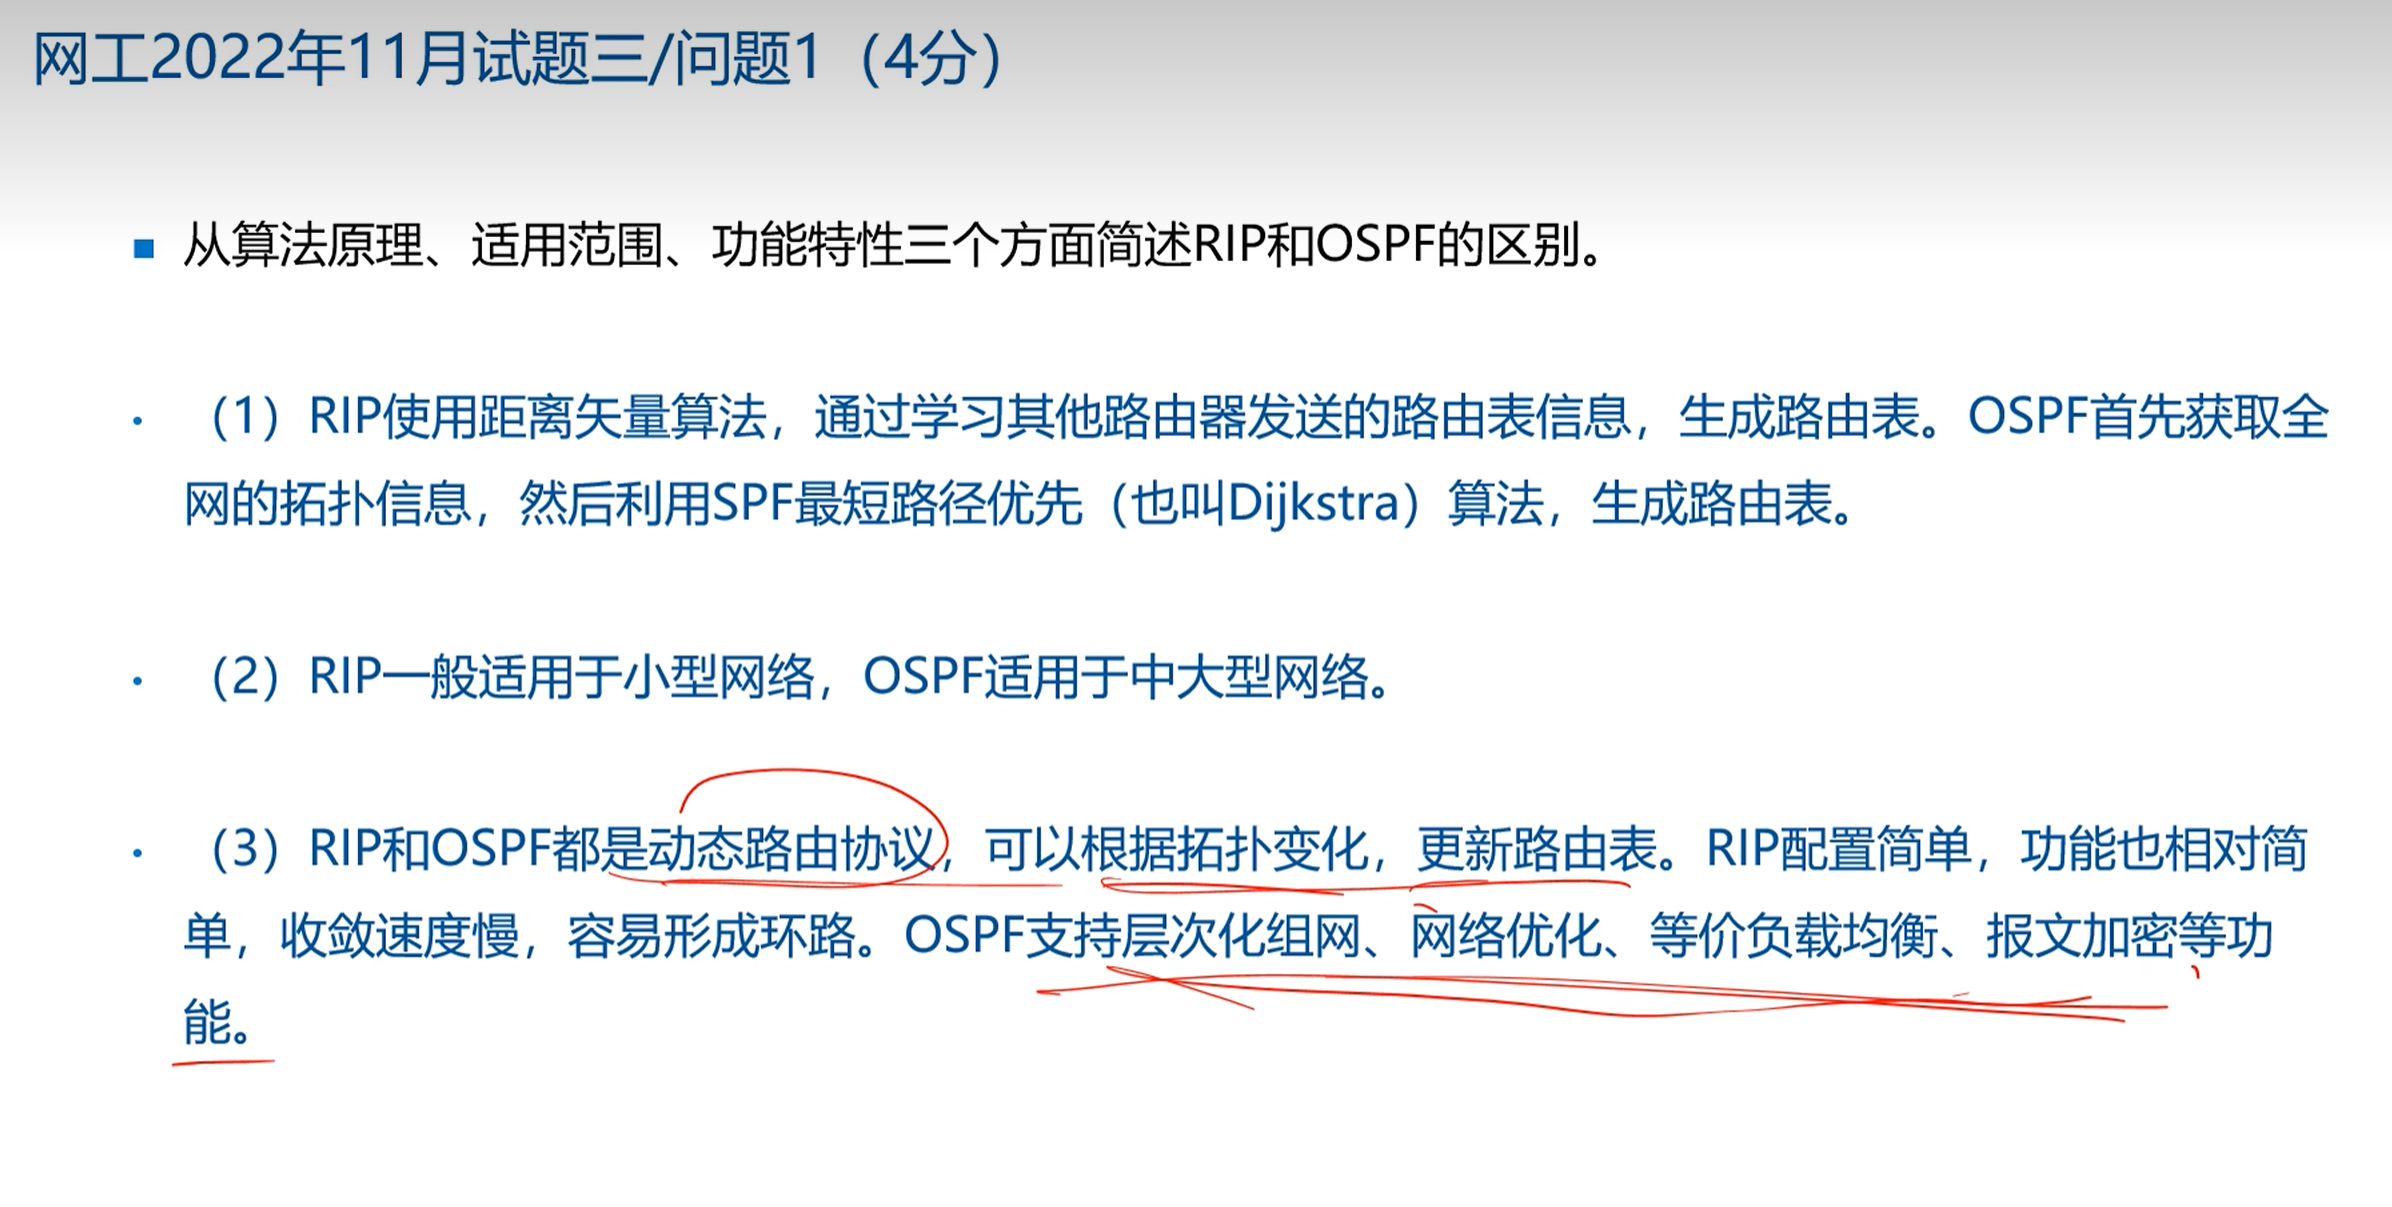 网工2022年11月试题三/问题1（4分）
从算法原理、适用范围、功能特性三个方面简述RIP和OSPF的区别。
（1）RIP使用距离矢量算法，通过学习其他路由器发送的路由表信息，生成路由表。OSPF首先获取全
网的拓扑信息，然后利用SPF最短路径优先（也叫Dijkstra）算法，生成路由表。
（2）RIP一般适用于小型网络，OSPF适用于中大型网络。
（3）RIP和OSPF都是动态路由协议，可以根据拓扑变化，更新路由表。RIP配置简单，功能也相对简
单，收敛速度慢，容易形成环路。OSPF支持层次化组网、网络优化、等价负载均衡、报文加密等功
能。